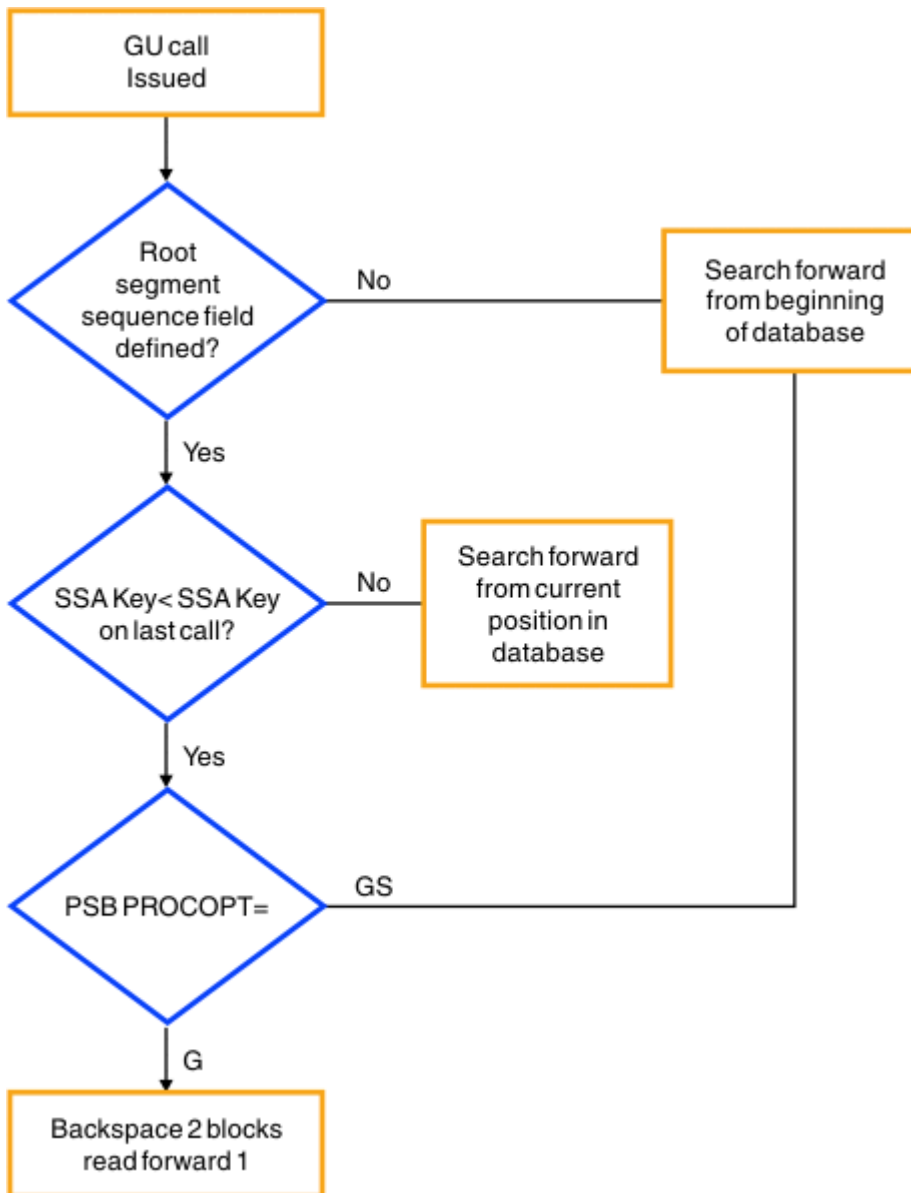 GU call
Issued
Root
segment
sequence field
defined?
No
Search forward
from beginning
of database
Yes
SSA Key< SSA Key
on last call?
No
Search forward
from current
position in
database
Yes
PSB PROCOPT=
GS
G
Backspace 2 blocks
read forward 1